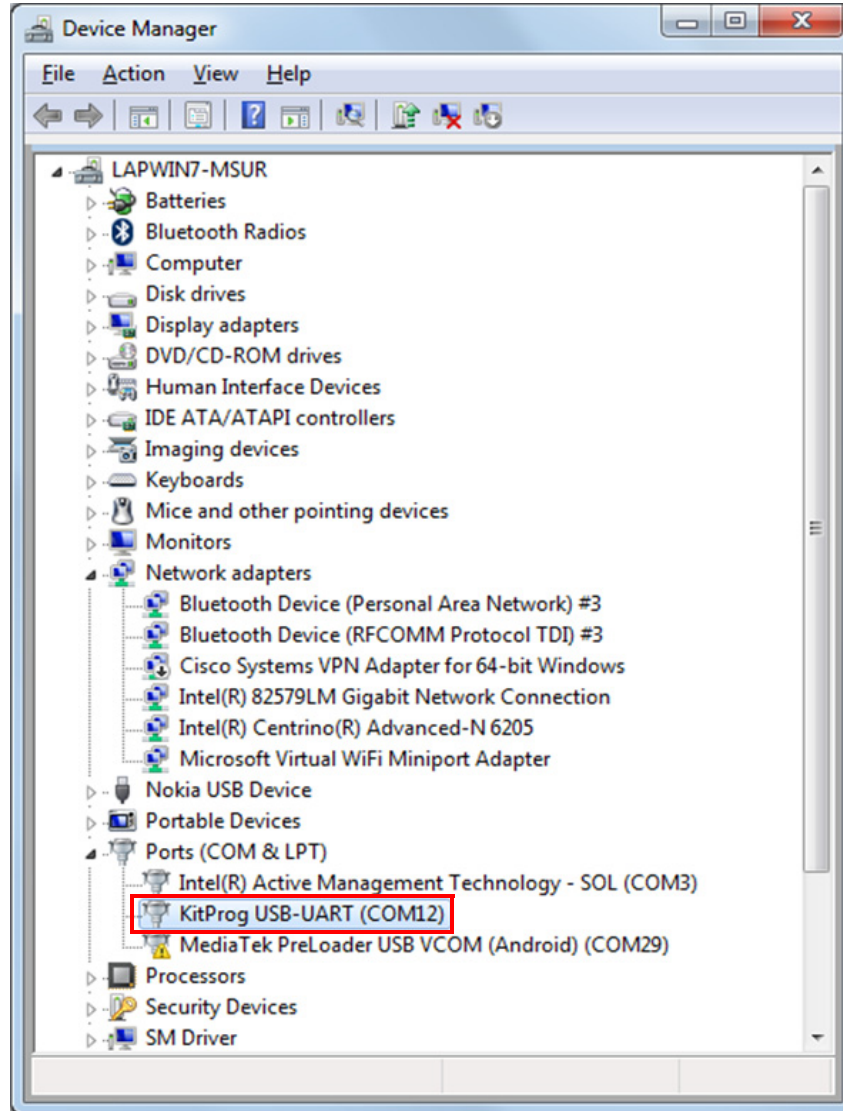 Device Manager
File Action View Help
LAPWIN7-MSUR
Batteries
Bluetooth Radios
Computer
Disk drives
Display adapters
DVD/CD-ROM drives
Human Interface Devices
IDE ATA/ATAPI controllers
Imaging devices
Keyboards
Mice and other pointing devices
Monitors
Network adapters
Bluetooth Device (Personal Area Network) #3
Bluetooth Device (RFCOMM Protocol TDI) #3
Cisco Systems VPN Adapter for 64-bit Windows
Intel(R) 82579LM Gigabit Network Connection
Intel(R) Centrino(R) Advanced-N 6205
Microsoft Virtual WiFi Miniport Adapter
Nokia USB Device
Portable Devices
Ports (COM & LPT)
Intel(R) Active Management Technology - SOL (COM3)
KitProg USB-UART (COM12)
MediaTek PreLoader USB VCOM (Android) (COM29)
Processors
Security Devices
SM Driver